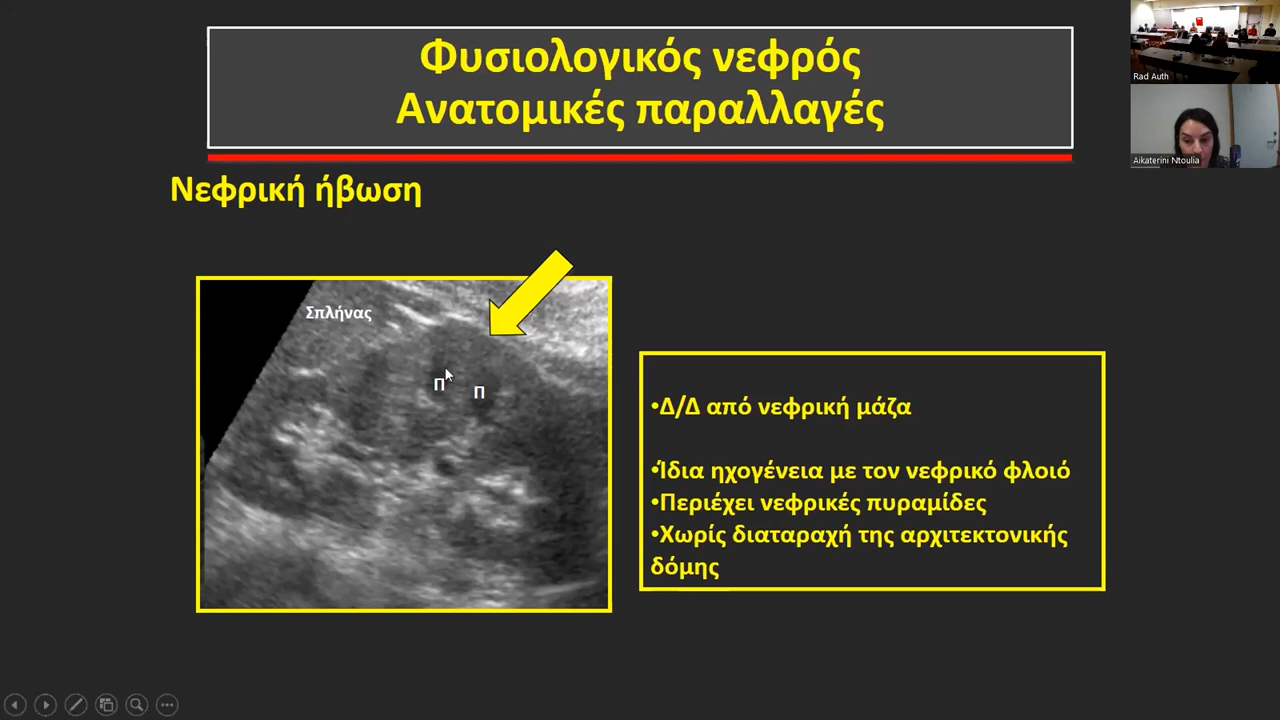 Φυσιολογικός νεφρός
Ανατομικές παραλλαγές
Νεφρική ήβωση
Σπλήνας
Π
Π
•Δ/Δ από νεφρική μάζα
•Ίδια ηχογένεια με τον νεφρικό φλοιό
•Περιέχει νεφρικές πυραμίδες
•Χωρίς διαταραχή της αρχιτεκτονικής
δόμης
Rad Auth
Aikaterini Ntoulia